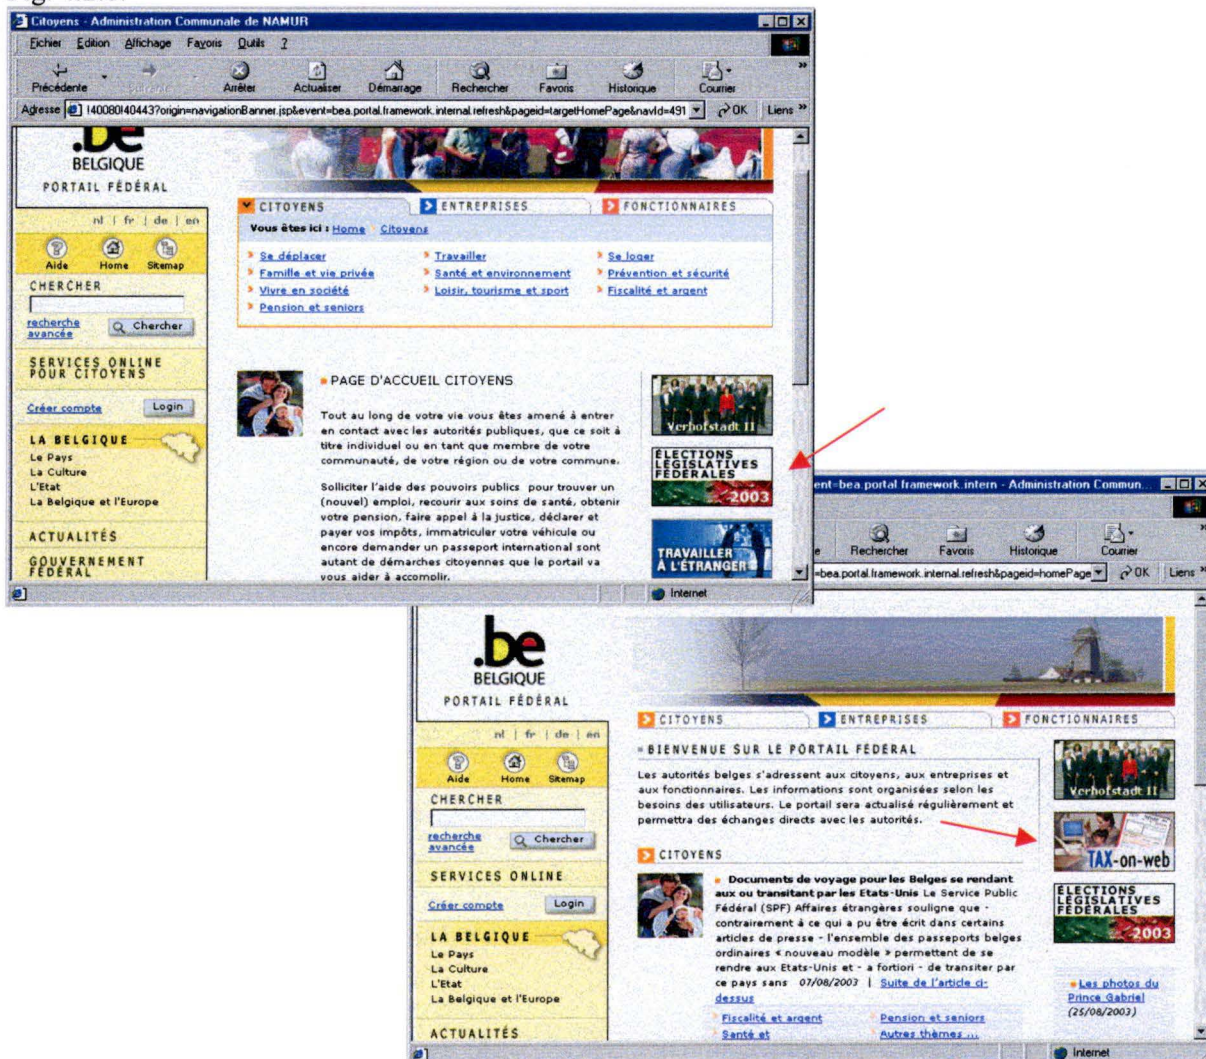 Citoyens - Administration Communale de NAMUR
Fichier Edition Affichage Favoris Outils ?
Précédente Arrêter Actualiser Démarrage Rechercher Favoris Historique Courrier
Adresse !40080!40443?origin=navigationBanner.jsp&event=bea.portal.framework.internal.refresh&pageid=targetHomePage&navId=491 OK Liens »
.be
BELGIQUE
PORTAIL FÉDÉRAL
nl | fr | de | en
Aide Home Sitemap
CHERCHER
recherche
avancée
Chercher
SERVICES ONLINE
POUR CITOYENS
Créer compte Login
LA BELGIQUE
Le Pays
La Culture
L'Etat
La Belgique et l'Europe
ACTUALITÉS
GOUVERNEMENT
FÉDÉRAL
CITOYENS ENTREPRISES FONCTIONNAIRES
Vous êtes ici : Home Citoyens
Se déplacer Travailler Se loger
Famille et vie privée Santé et environnement Prévention et sécurité
Vivre en société Loisir, tourisme et sport Fiscalité et argent
Pension et seniors
PAGE D'ACCUEIL CITOYENS
Tout au long de votre vie vous êtes amené à entrer
en contact avec les autorités publiques, que ce soit à
titre individuel ou en tant que membre de votre
communauté, de votre région ou de votre commune.
Solliciter l'aide des pouvoirs publics pour trouver un
(nouvel) emploi, recourir aux soins de santé, obtenir
votre pension, faire appel à la justice, déclarer et
payer vos impôts, immatriculer votre véhicule ou
encore demander un passeport international sont
autant de démarches citoyennes que le portail va
vous aider à accomplir.
Verhofstadt II
ÉLECTIONS
LÉGISLATIVES
FÉDÉRALES
2003
TRAVAILLER
À L'ÉTRANGER
Internet
ent=bea.portal.framework.intern - Administration Commun...
e Rechercher Favoris Historique Courrier
=bea.portal.framework.internal.refresh&pageid=homePage OK Liens »
.be
BELGIQUE
PORTAIL FÉDÉRAL
nl | fr | de | en
Aide Home Sitemap
CHERCHER
recherche
avancée
Chercher
SERVICES ONLINE
Créer compte Login
LA BELGIQUE
Le Pays
La Culture
L'Etat
La Belgique et l'Europe
ACTUALITÉS
CITOYENS ENTREPRISES FONCTIONNAIRES
BIENVENUE SUR LE PORTAIL FÉDÉRAL
Les autorités belges s'adressent aux citoyens, aux entreprises et
aux fonctionnaires. Les informations sont organisées selon les
besoins des utilisateurs. Le portail sera actualisé régulièrement et
permettra des échanges directs avec les autorités.
CITOYENS
Documents de voyage pour les Belges se rendant
aux ou transitant par les Etats-Unis Le Service Public
Fédéral (SPF) Affaires étrangères souligne que -
contrairement à ce qui a pu être écrit dans certains
articles de presse - l'ensemble des passeports belges
ordinaires « nouveau modèle » permettent de se
rendre aux Etats-Unis et - a fortiori - de transiter par
ce pays sans 07/08/2003 | Suite de l'article ci-
dessus
Fiscalité et argent Pension et seniors
Santé et Autres thèmes ...
Verhofstadt II
TAX-on-web
ÉLECTIONS
LÉGISLATIVES
FÉDÉRALES
2003
Les photos du
Prince Gabriel
(25/08/2003)
Internet